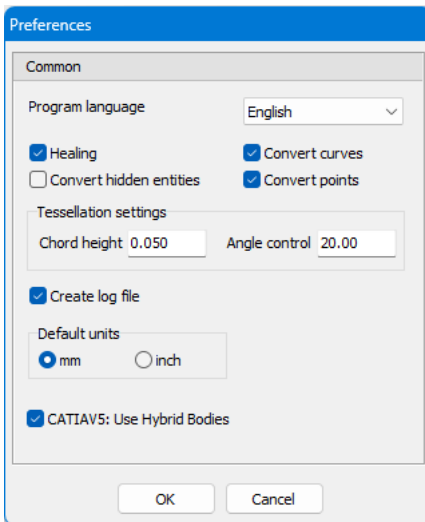 Preferences
Common
Program language English
Healing Convert curves
Convert hidden entities Convert points
Tessellation settings
Chord height 0.050 Angle control 20.00
Create log file
Default units
mm inch
CATIAV5: Use Hybrid Bodies
OK Cancel